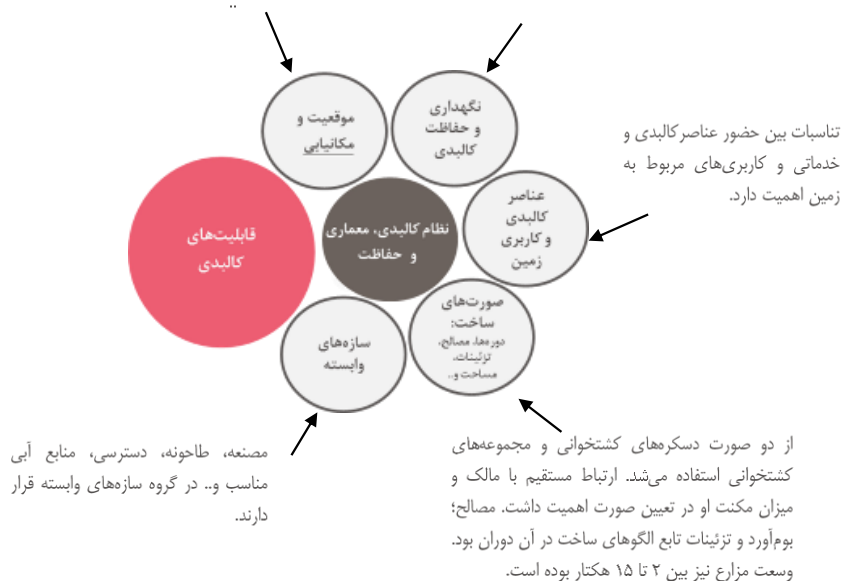 ..
موقعیت و
مکانیابی
نگهداری
و حفاظت
کالبدی
تناسبات بین حضور عناصر کالبدی و
خدماتی و کاربری‌های مربوط به
زمین اهمیت دارد.
عناصر
کالبدی
و کاربری
زمین
نظام کالبدی، معماری
و حفاظت
قابلیت‌های
کالبدی
صورت‌های
ساخت:
دوره‌ها، مصالح،
تزئینات،
مساحت و..
سازه‌های
وابسته
مصنعه، طاحونه، دسترسی، منابع آبی
مناسب و.. در گروه سازه‌های وابسته قرار
دارند.
از دو صورت دسکره‌های کشتخوانی و مجموعه‌های
کشتخوانی استفاده می‌شد. ارتباط مستقیم با مالک و
میزان مکنت او در تعیین صورت اهمیت داشت. مصالح؛
بوم‌آورد و تزئینات تابع الگوهای ساخت در آن دوران بود.
وسعت مزارع نیز بین ۲ تا ۱۵ هکتار بوده است.